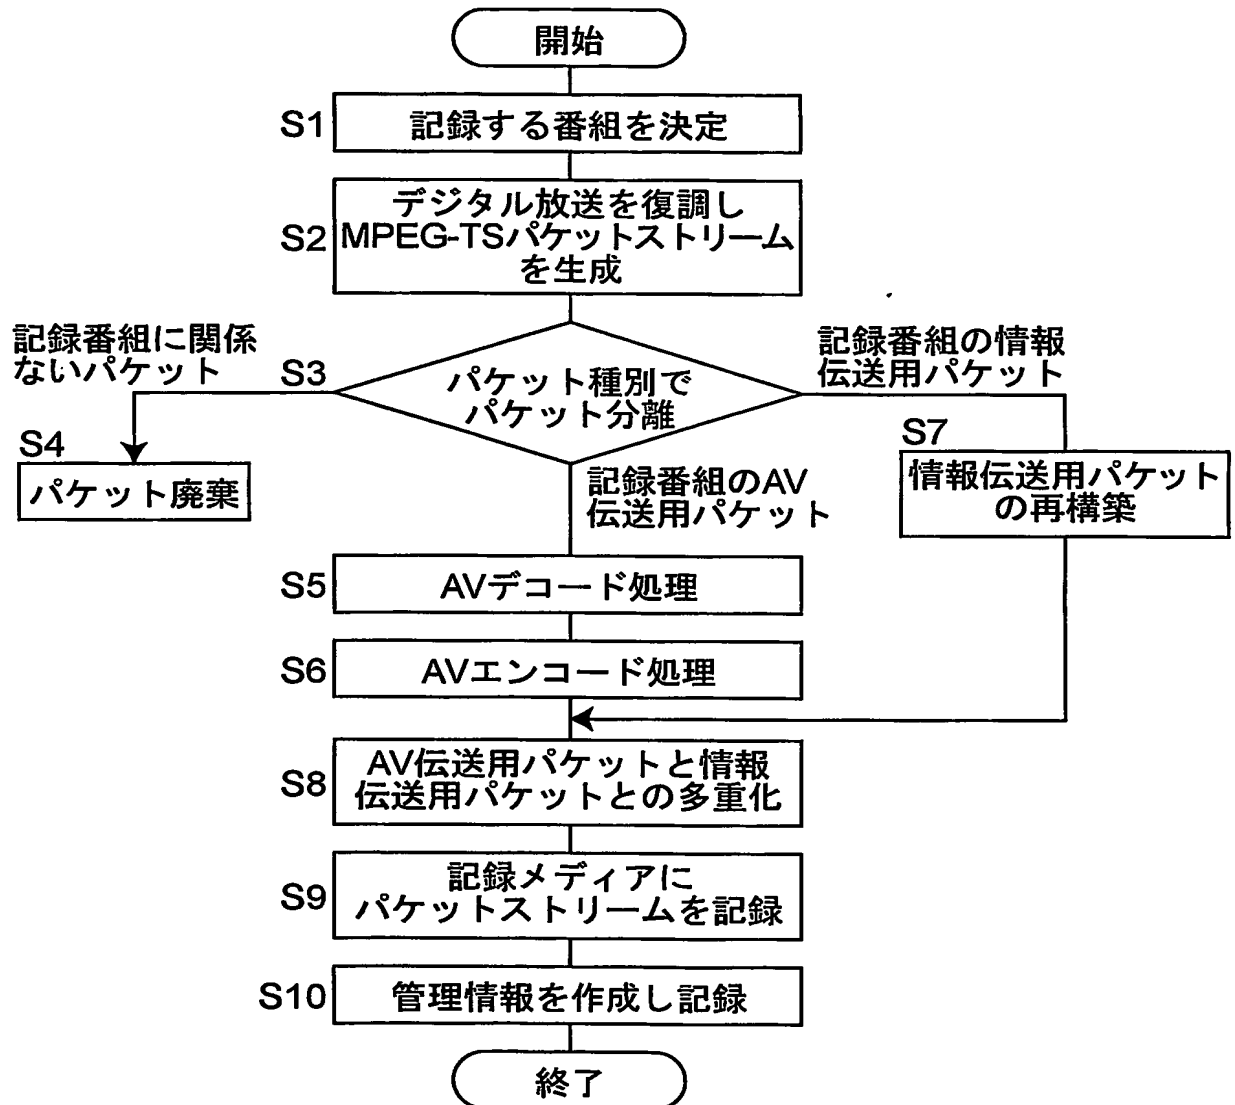 開始
S1
記録する番組を決定
S2
デジタル放送を復調し
MPEG-TSパケットストリーム
を生成
記録番組に関係
ないパケット
S3
パケット種別で
パケット分離
記録番組の情報
伝送用パケット
S4
パケット廃棄
記録番組のAV
伝送用パケット
S7
情報伝送用パケット
の再構築
S5
AVデコード処理
S6
AVエンコード処理
S8
AV伝送用パケットと情報
伝送用パケットとの多重化
S9
記録メディアに
パケットストリームを記録
S10
管理情報を作成し記録
終了